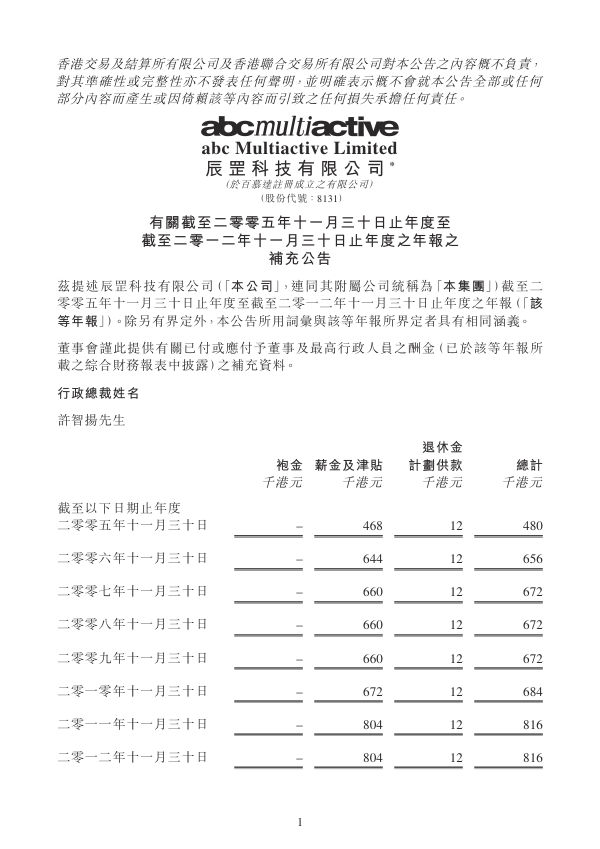 香港交易及結算所有限公司及香港聯合交易所有限公司對本公告之內容概不負責，
對其準確性或完整性亦不發表任何聲明，並明確表示概不會就本公告全部或任何
部分內容而產生或因倚賴該等內容而引致之任何損失承擔任何責任。
abcmultiactive
abc Multiactive Limited
辰罡科技有限公司*
(於百慕達註冊成立之有限公司)
(股份代號：8131)
有關截至二零零五年十一月三十日止年度至
截至二零一二年十一月三十日止年度之年報之
補充公告
茲提述辰罡科技有限公司(「本公司」，連同其附屬公司統稱為「本集團」)截至二
零零五年十一月三十日止年度至截至二零一二年十一月三十日止年度之年報(「該
等年報」)。除另有界定外，本公告所用詞彙與該等年報所界定者具有相同涵義。
董事會謹此提供有關已付或應付予董事及最高行政人員之酬金(已於該等年報所
載之綜合財務報表中披露)之補充資料。
行政總裁姓名
許智揚先生
退休金
袍金 薪金及津貼 計劃供款 總計
千港元 千港元 千港元 千港元
截至以下日期止年度
二零零五年十一月三十日 – 468 12 480
二零零六年十一月三十日 – 644 12 656
二零零七年十一月三十日 – 660 12 672
二零零八年十一月三十日 – 660 12 672
二零零九年十一月三十日 – 660 12 672
二零一零年十一月三十日 – 672 12 684
二零一一年十一月三十日 – 804 12 816
二零一二年十一月三十日 – 804 12 816
1